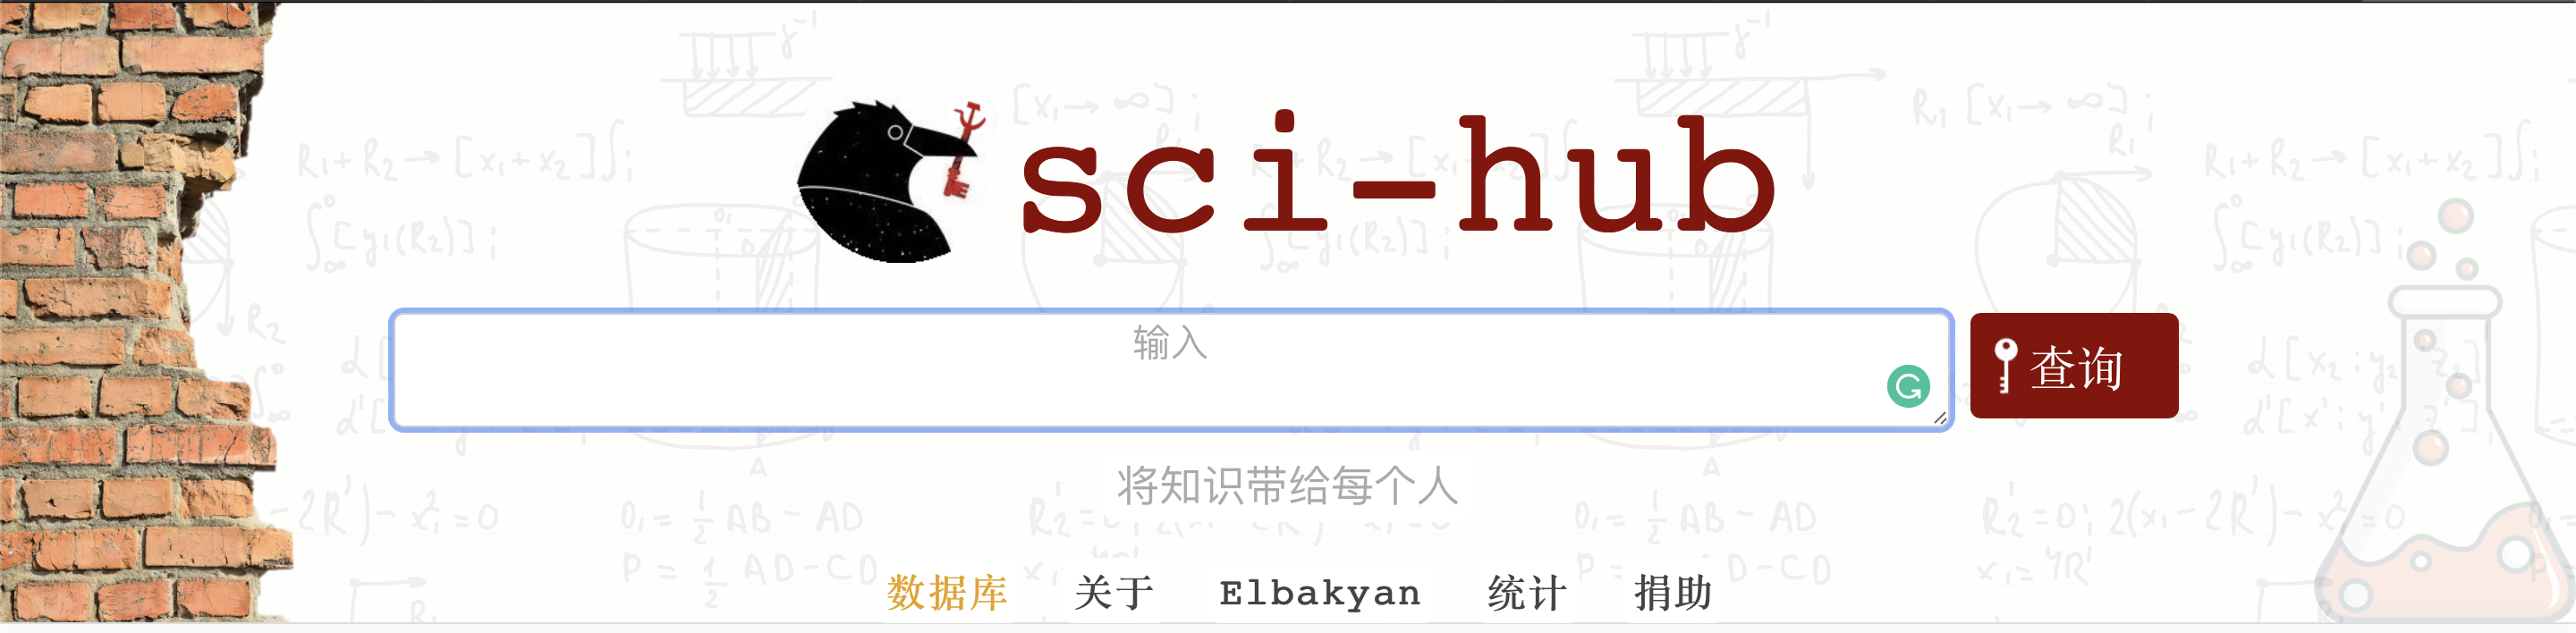 sci-hub
输入
查询
将知识带给每个人
数据库 关于 Elbakyan 统计 捐助